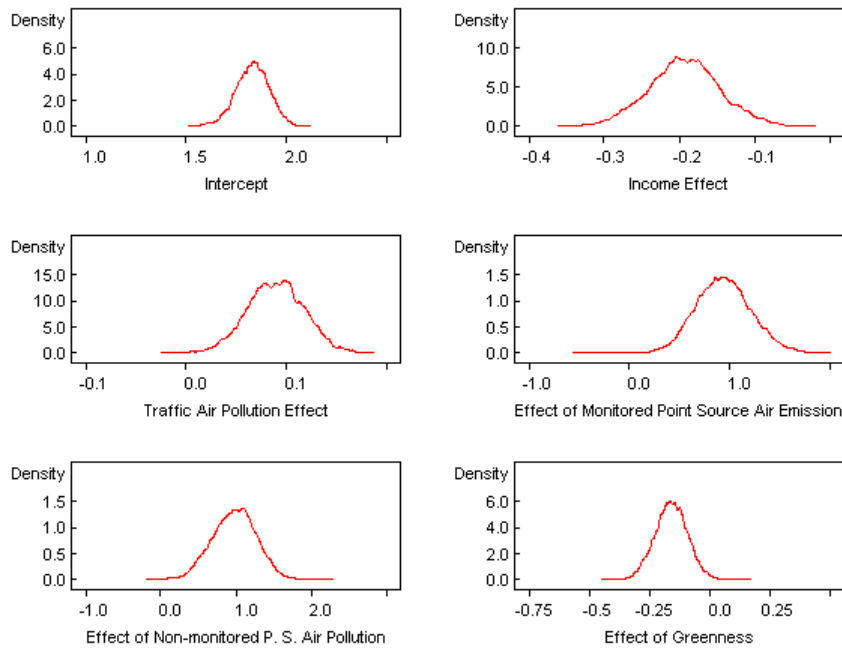 Density
6.0
4.0
2.0
0.0
1.0 1.5 2.0
Intercept
Density
10.0
5.0
0.0
-0.4 -0.3 -0.2 -0.1
Income Effect
Density
15.0
10.0
5.0
0.0
-0.1 0.0 0.1
Traffic Air Pollution Effect
Density
1.5
1.0
0.5
0.0
-1.0 0.0 1.0
Effect of Monitored Point Source Air Emission
Density
1.5
1.0
0.5
0.0
-1.0 0.0 1.0 2.0
Effect of Non-monitored P. S. Air Pollution
Density
6.0
4.0
2.0
0.0
-0.75 -0.5 -0.25 0.0 0.25
Effect of Greenness